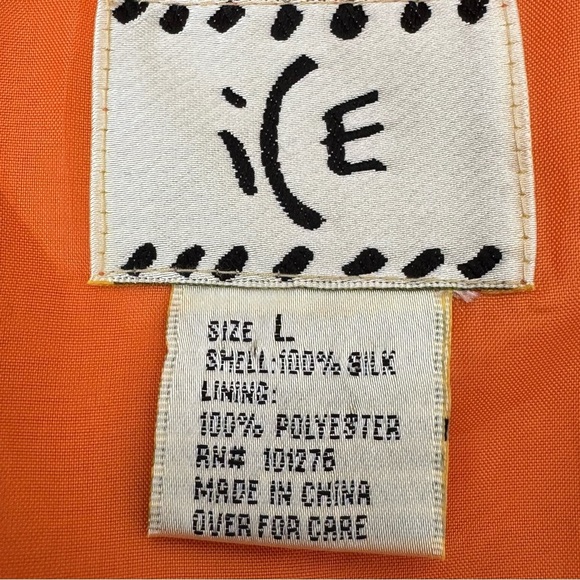 iCE
SIZE L
SHELL:100% SILK
LINING:
100% POLYESTER
RN# 101276
MADE IN CHINA
OVER FOR CARE